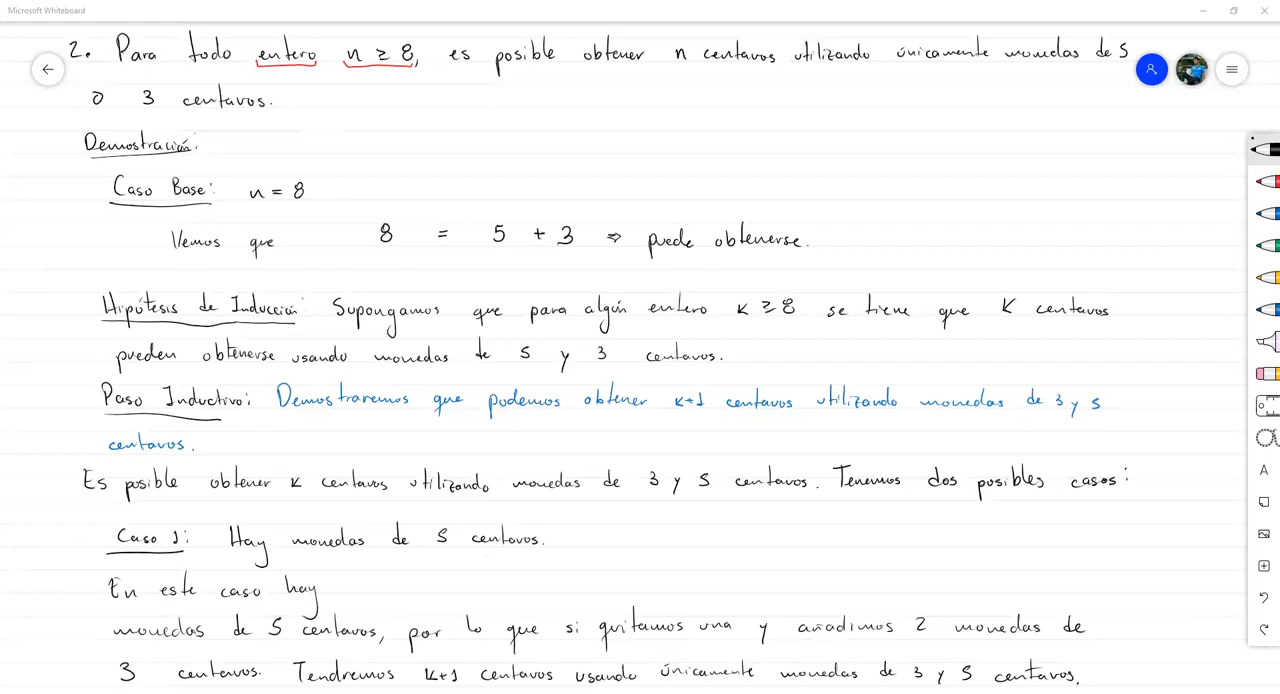 Microsoft Whiteboard
2. Para todo entero n ≥ 8, es posible obtener n centavos utilizando únicamente monedas de 5
o 3 centavos.
Demostración:
Caso Base: n = 8
Vemos que 8 = 5 + 3 ⇒ puede obtenerse.
Hipótesis de Inducción: Supongamos que para algún entero K ≥ 8 se tiene que K centavos
pueden obtenerse usando monedas de 5 y 3 centavos.
Paso Inductivo: Demostraremos que podemos obtener K+1 centavos utilizando monedas de 3 y 5
centavos.
Es posible obtener K centavos utilizando monedas de 3 y 5 centavos. Tenemos dos posibles casos:
Caso 1: Hay monedas de 5 centavos.
En este caso hay
monedas de 5 centavos, por lo que si quitamos una y añadimos 2 monedas de
3 centavos. Tendremos K+1 centavos usando únicamente monedas de 3 y 5 centavos.